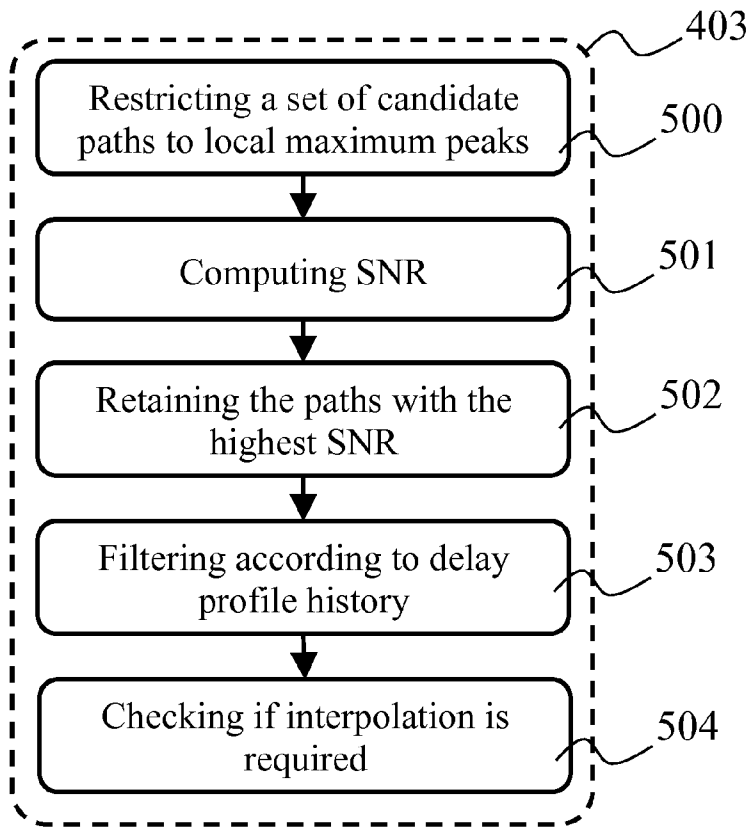 403
Restricting a set of candidate
paths to local maximum peaks
500
Computing SNR
501
Retaining the paths with the
highest SNR
502
Filtering according to delay
profile history
503
Checking if interpolation is
required
504